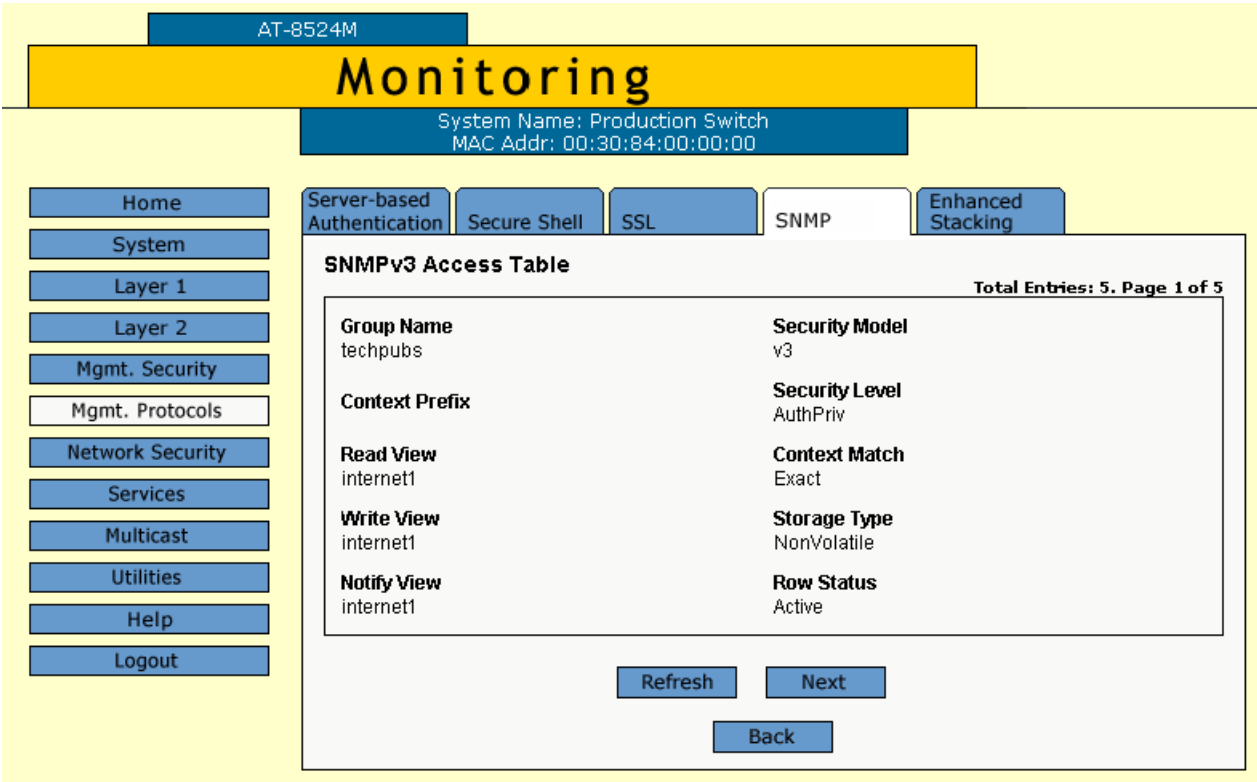 AT-8524M
Monitoring
System Name: Production Switch
MAC Addr: 00:30:84:00:00:00
Home
System
Layer 1
Layer 2
Mgmt. Security
Mgmt. Protocols
Network Security
Services
Multicast
Utilities
Help
Logout
Server-based
Authentication
Secure Shell
SSL
SNMP
Enhanced
Stacking
SNMPv3 Access Table
Total Entries: 5. Page 1 of 5
Group Name
techpubs
Security Model
v3
Context Prefix
Security Level
AuthPriv
Read View
internet1
Context Match
Exact
Write View
internet1
Storage Type
NonVolatile
Notify View
internet1
Row Status
Active
Refresh
Next
Back